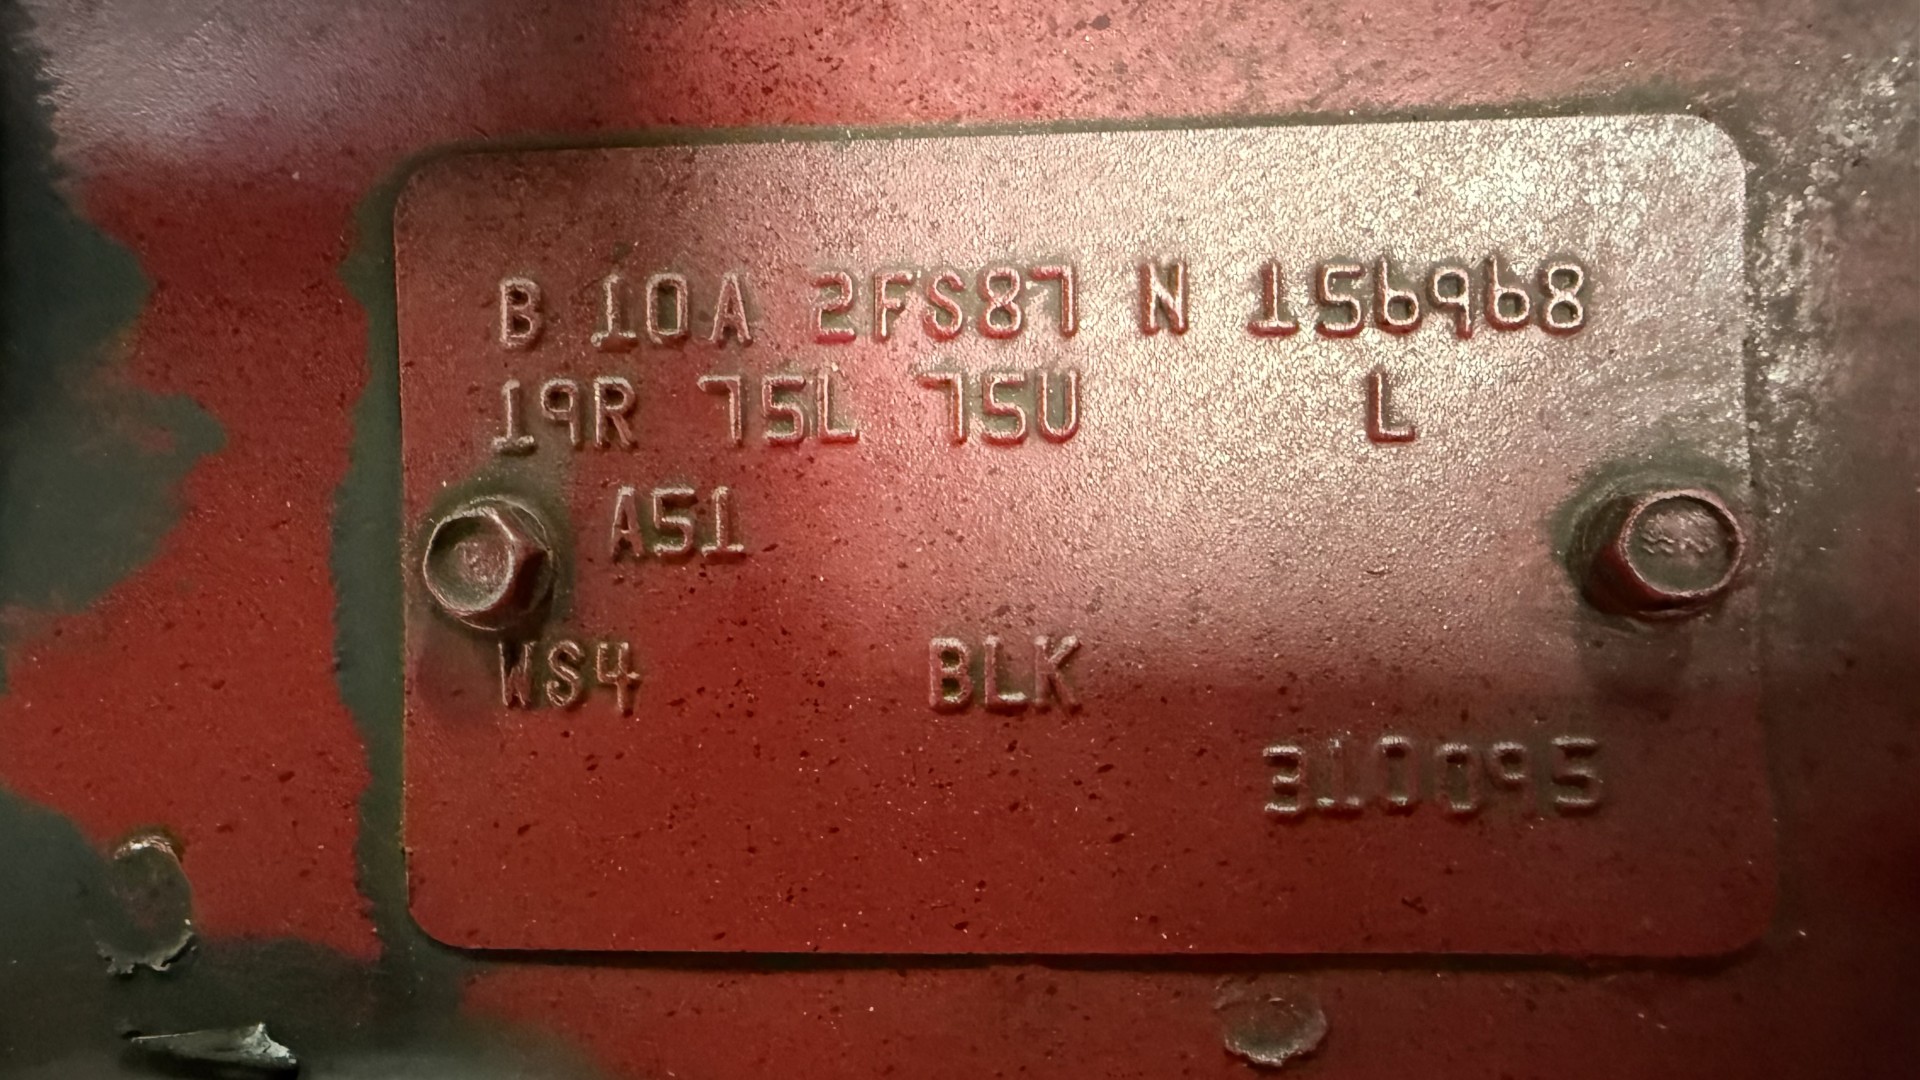 B 10A 2FS87 N 156968
19R 75L 75U L
A51
WS4 BLK
310095